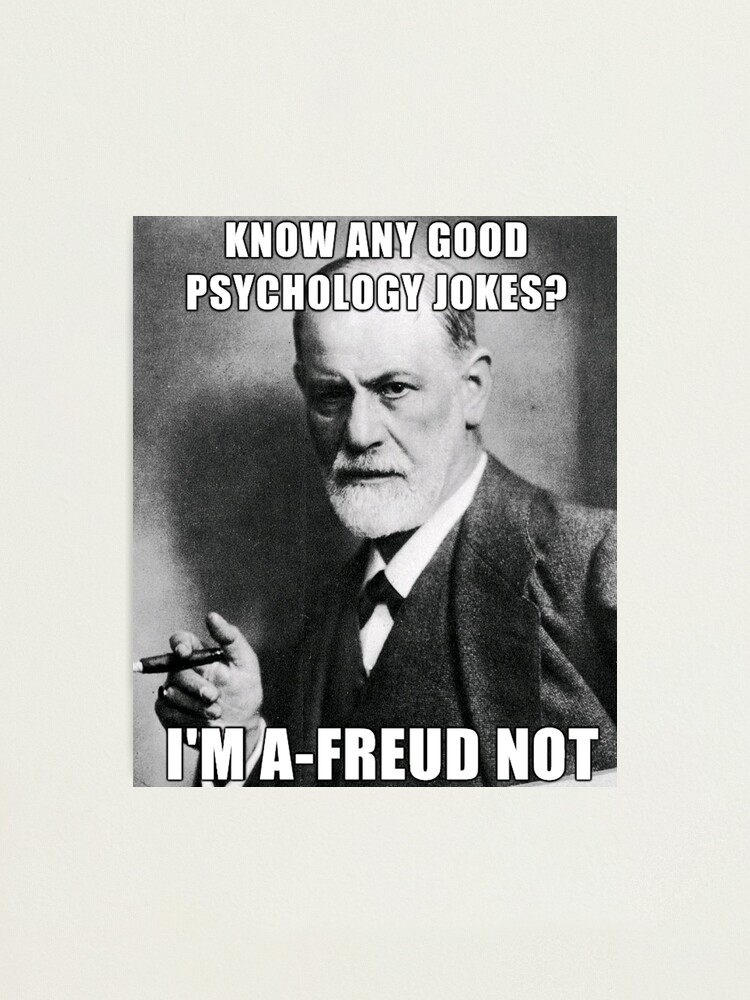 KNOW ANY GOOD
PSYCHOLOGY JOKES?
I'M A-FREUD NOT